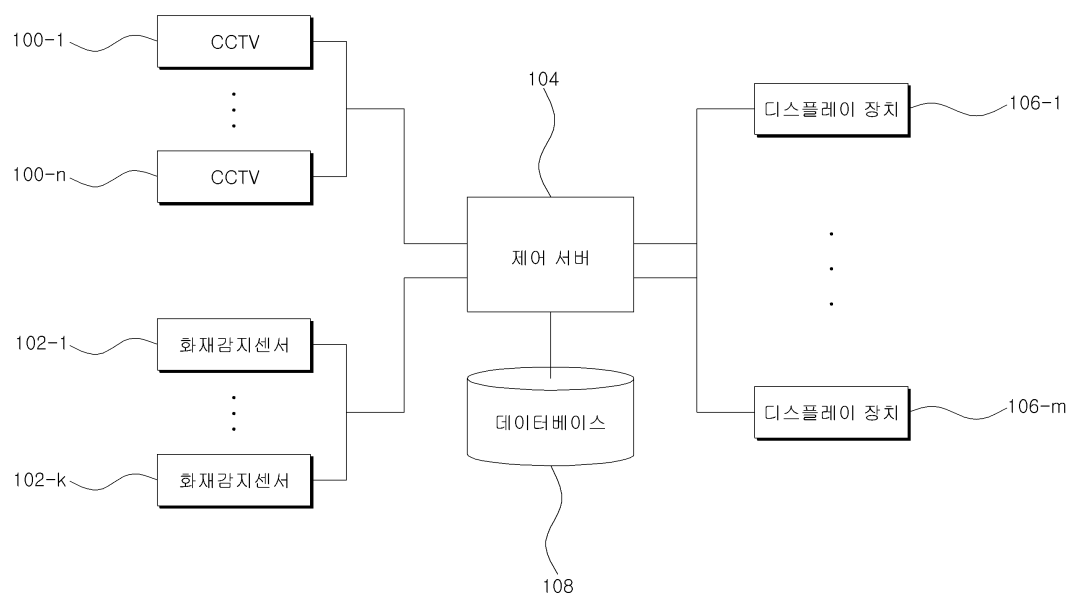 100-1
CCTV
100-n
CCTV
104
제어 서버
디스플레이 장치
106-1
102-1
화재감지센서
102-k
화재감지센서
데이터베이스
108
디스플레이 장치
106-m